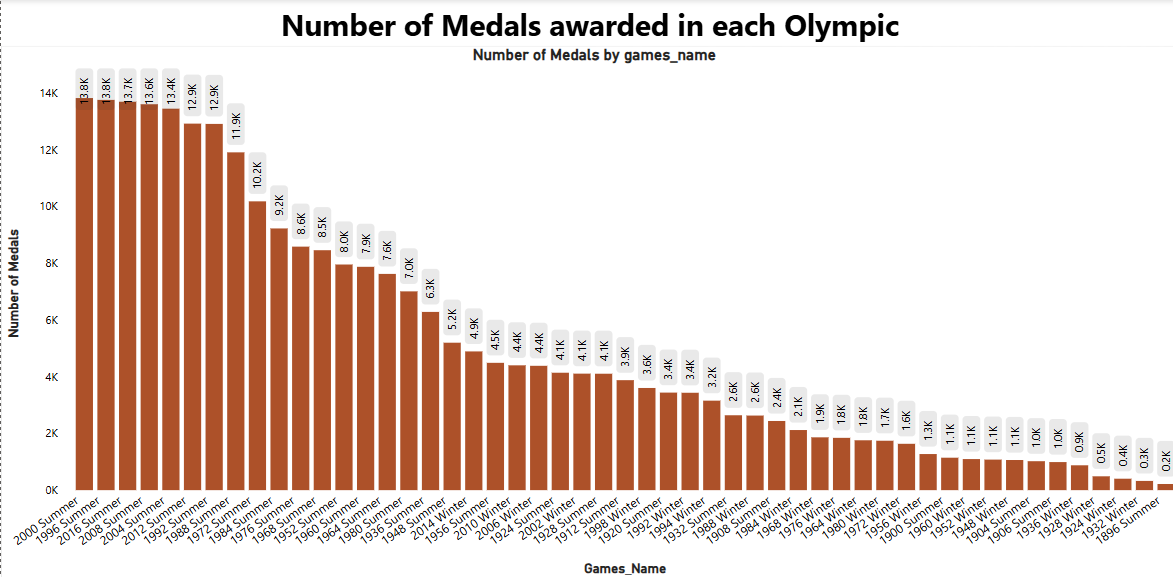 Number of Medals awarded in each Olympic
Number of Medals by games_name
Number of Medals
14K
12K
10K
8K
6K
4K
2K
0K
13.8K
13.8K
13.7K
13.6K
13.4K
12.9K
12.9K
11.9K
10.2K
9.2K
8.6K
8.5K
8.0K
7.9K
7.6K
7.0K
6.3K
5.2K
4.9K
4.5K
4.4K
4.4K
4.1K
4.1K
4.1K
3.9K
3.6K
3.4K
3.4K
3.2K
2.6K
2.6K
2.4K
2.1K
1.9K
1.8K
1.8K
1.7K
1.6K
1.3K
1.1K
1.1K
1.1K
1.1K
1.0K
1.0K
0.9K
0.5K
0.4K
0.3K
0.2K
2000 Summer
1996 Summer
2016 Summer
2008 Summer
2004 Summer
2012 Summer
1992 Summer
1988 Summer
1972 Summer
1984 Summer
1976 Summer
1968 Summer
1952 Summer
1960 Summer
1964 Summer
1980 Summer
1936 Summer
1948 Summer
2014 Winter
1956 Summer
2010 Winter
2006 Winter
1924 Summer
2002 Winter
1928 Summer
1912 Summer
1998 Winter
1920 Summer
1992 Winter
1994 Winter
1932 Summer
1988 Winter
1908 Summer
1984 Winter
1968 Winter
1976 Winter
1964 Winter
1980 Winter
1972 Winter
1956 Winter
1900 Summer
1960 Winter
1952 Winter
1948 Winter
1904 Summer
1906 Summer
1936 Winter
1928 Winter
1924 Winter
1932 Winter
1896 Summer
Games_Name